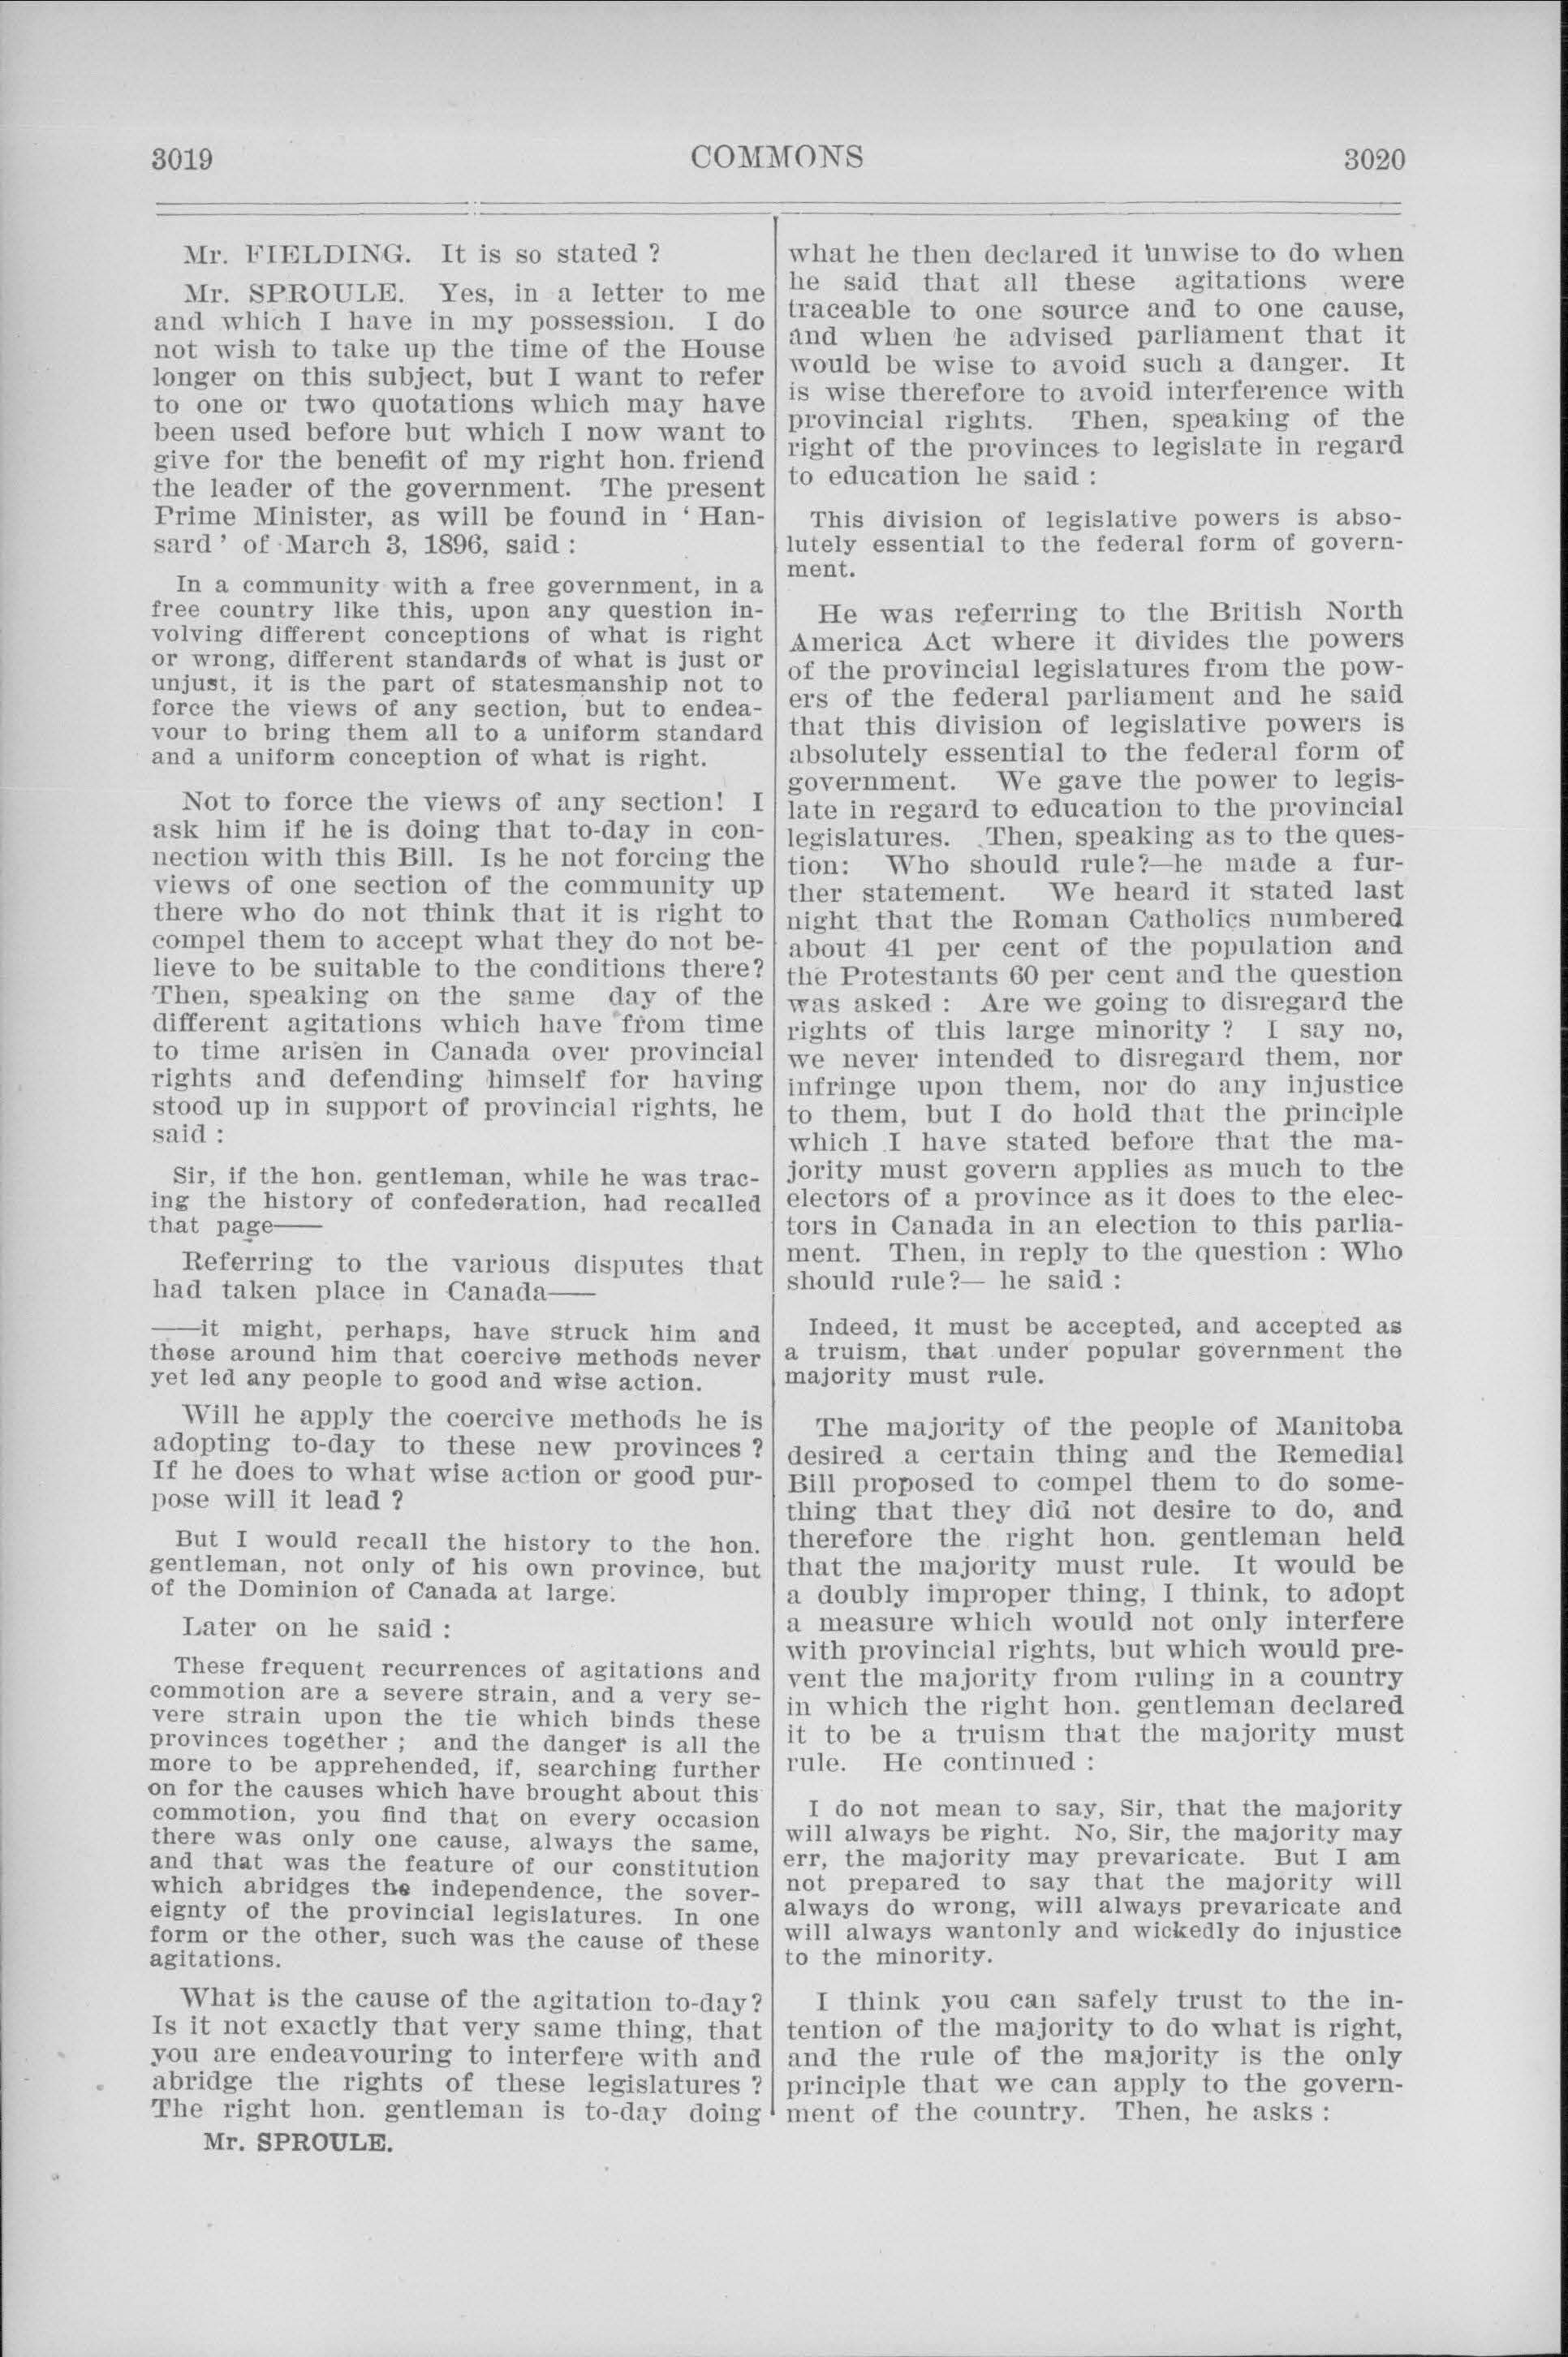 3019
COMMONS
3020
Mr. FIELDING. It is so stated ?
Mr. SPROULE. Yes, in a letter to me
and which I have in my possession. I do
not wish to take up the time of the House
longer on this subject, but I want to refer
to one or two quotations which may have
been used before but which I now want to
give for the benefit of my right hon. friend
the leader of the government. The present
Prime Minister, as will be found in ‘ Han-
sard ’ of March 3, 1896, said :
In a community with a free government, in a
free country like this, upon any question in-
volving different conceptions of what is right
or wrong, different standards of what is just or
unjust, it is the part of statesmanship not to
force the views of any section, but to endea-
vour to bring them all to a uniform standard
and a uniform conception of what is right.
Not to force the views of any section! I
ask him if he is doing that to-day in con-
nection with this Bill. Is he not forcing the
views of one section of the community up
there who do not think that it is right to
compel them to accept what they do not be-
lieve to be suitable to the conditions there?
Then, speaking on the same day of the
different agitations which have from time
to time arisen in Canada over provincial
rights and defending himself for having
stood up in support of provincial rights, he
said :
Sir, if the hon. gentleman, while he was trac-
ing the history of confederation, had recalled
that page——
Referring to the various disputes that
had taken place in Canada——
——it might, perhaps, have struck him and
those around him that coercive methods never
yet led any people to good and wise action.
Will he apply the coercive methods he is
adopting to-day to these new provinces ?
If he does to what wise action or good pur-
pose will it lead ?
But I would recall the history to the hon.
gentleman, not only of his own province, but
of the Dominion of Canada at large.
Later on he said :
These frequent recurrences of agitations and
commotion are a severe strain, and a very se-
vere strain upon the tie which binds these
provinces together ; and the danger is all the
more to be apprehended, if, searching further
on for the causes which have brought about this
commotion, you find that on every occasion
there was only one cause, always the same,
and that was the feature of our constitution
which abridges the independence, the sover-
eignty of the provincial legislatures. In one
form or the other, such was the cause of these
agitations.
What is the cause of the agitation to-day?
Is it not exactly that very same thing, that
you are endeavouring to interfere with and
abridge the rights of these legislatures ?
The right hon. gentleman is to-day doing
Mr. SPROULE.
what he then declared it unwise to do when
he said that all these agitations were
traceable to one source and to one cause,
and when he advised parliament that it
would be wise to avoid such a danger. It
is wise therefore to avoid interference with
provincial rights. Then, speaking of the
right of the provinces to legislate in regard
to education he said :
This division of legislative powers is abso-
lutely essential to the federal form of govern-
ment.
He was referring to the British North
America Act where it divides the powers
of the provincial legislatures from the pow-
ers of the federal parliament and he said
that this division of legislative powers is
absolutely essential to the federal form of
government. We gave the power to legis-
late in regard to education to the provincial
legislatures. Then, speaking as to the ques-
tion: Who should rule?—he made a fur-
ther statement. We heard it stated last
night that the Roman Catholics numbered
about 41 per cent of the population and
the Protestants 60 per cent and the question
was asked : Are we going to disregard the
rights of this large minority ? I say no,
we never intended to disregard them, nor
infringe upon them, nor do any injustice
to them, but I do hold that the principle
which I have stated before that the ma-
jority must govern applies as much to the
electors of a province as it does to the elec-
tors in Canada in an election to this parlia-
ment. Then, in reply to the question : Who
should rule?— he said :
Indeed, it must be accepted, and accepted as
a truism, that under popular government the
majority must rule.
The majority of the people of Manitoba
desired a certain thing and the Remedial
Bill proposed to compel them to do some-
thing that they did not desire to do, and
therefore the right hon. gentleman held
that the majority must rule. It would be
a doubly improper thing, I think, to adopt
a measure which would not only interfere
with provincial rights, but which would pre-
vent the majority from ruling in a country
in which the right hon. gentleman declared
it to be a truism that the majority must
rule. He continued :
I do not mean to say, Sir, that the majority
will always be right. No, Sir, the majority may
err, the majority may prevaricate. But I am
not prepared to say that the majority will
always do wrong, will always prevaricate and
will always wantonly and wickedly do injustice
to the minority.
I think you can safely trust to the in-
tention of the majority to do what is right,
and the rule of the majority is the only
principle that we can apply to the govern-
ment of the country. Then, he asks :